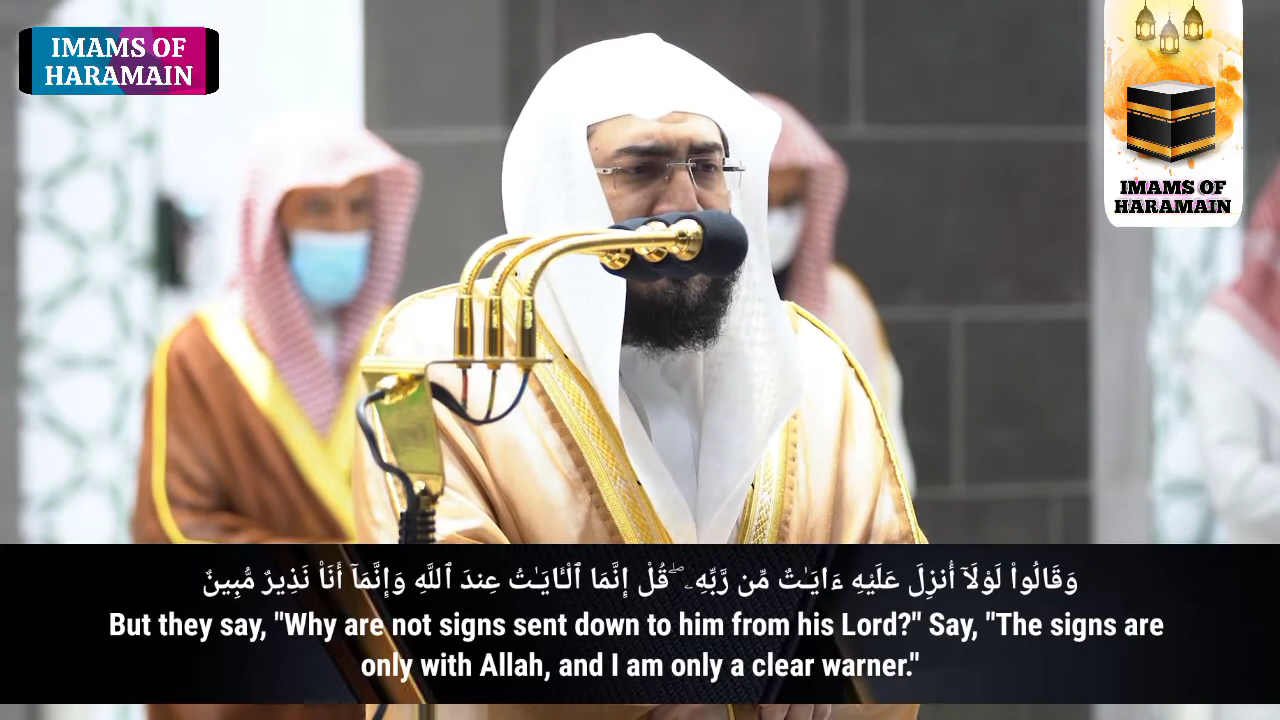 IMAMS OF
HARAMAIN
IMAMS OF
HARAMAIN
وَقَالُوا۟ لَوْلَآ أُنزِلَ عَلَيْهِ ءَايَـٰتٌ مِّن رَّبِّهِۦ ۖ قُلْ إِنَّمَا ٱلْـَٔايَـٰتُ عِندَ ٱللَّهِ وَإِنَّمَآ أَنَا۠ نَذِيرٌ مُّبِينٌ
But they say, "Why are not signs sent down to him from his Lord?" Say, "The signs are
only with Allah, and I am only a clear warner."